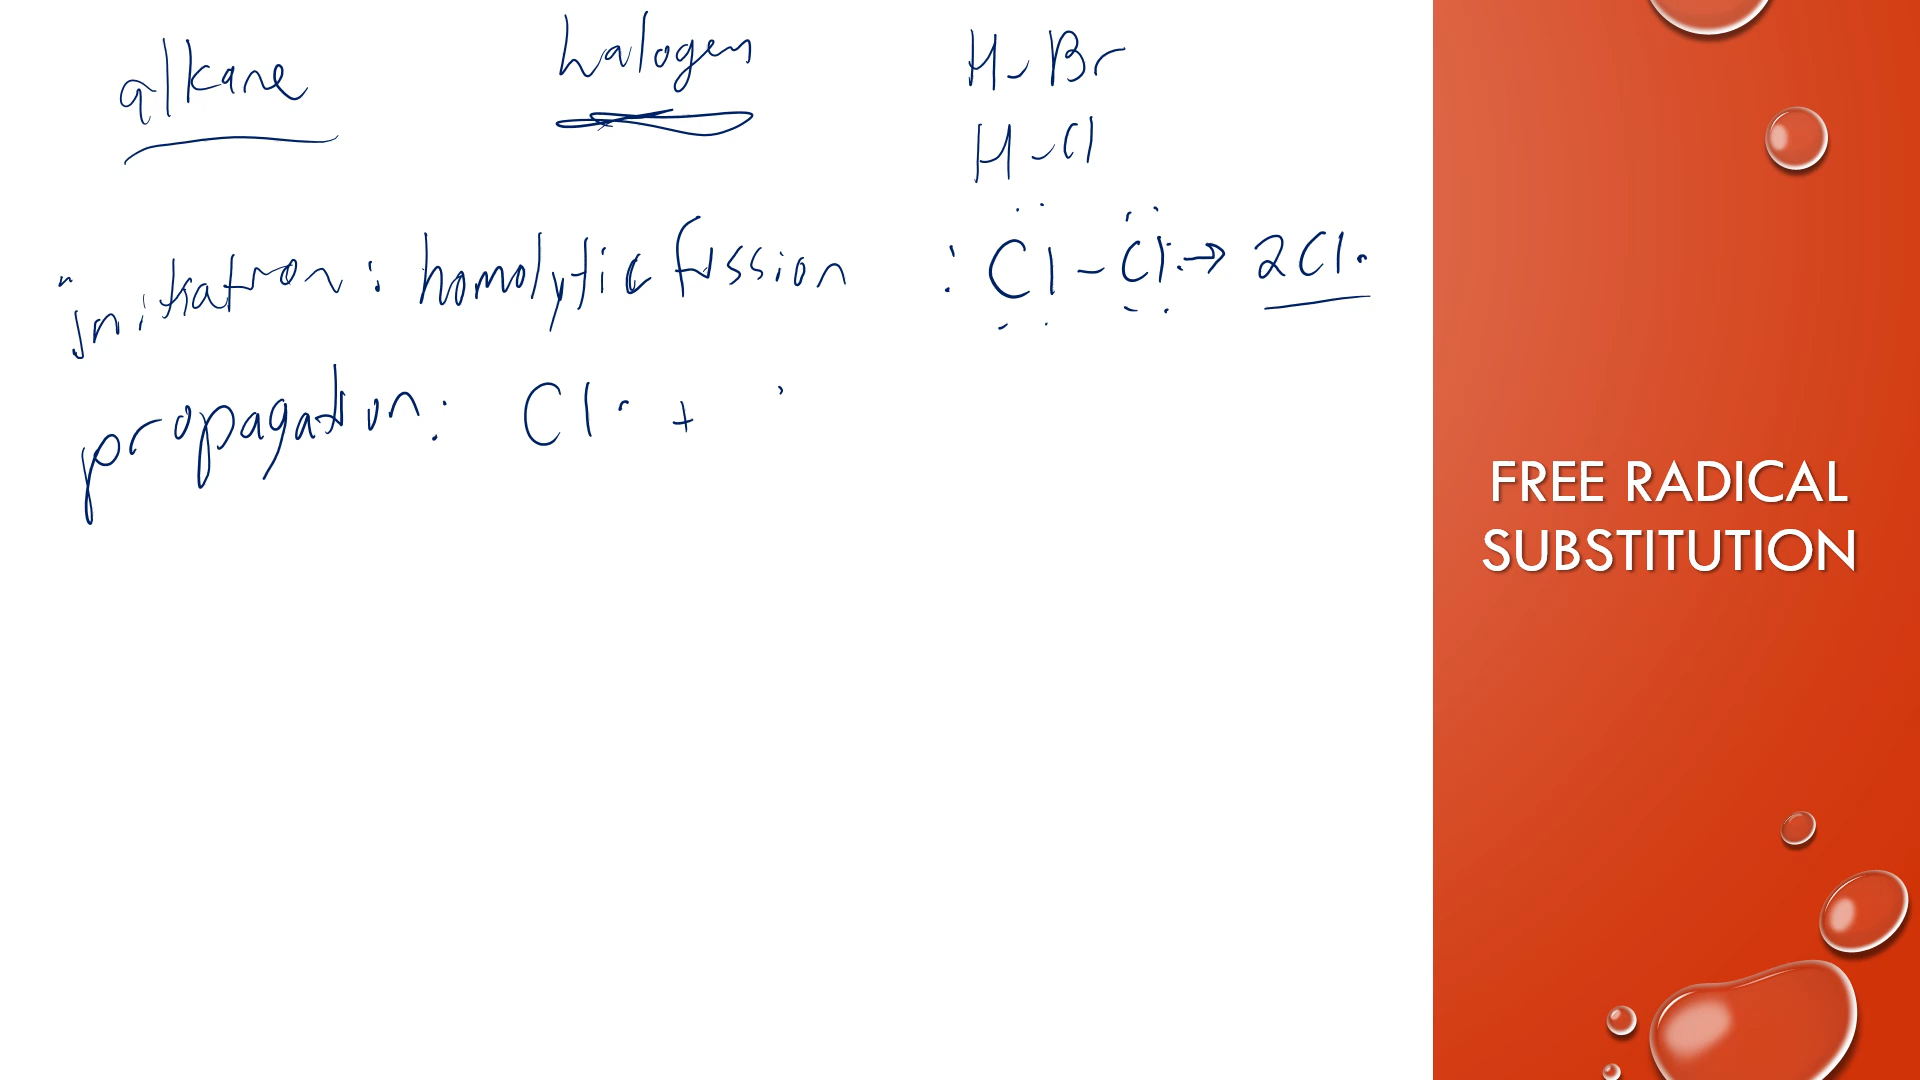 alkane halogen H-Br
H-Cl
initiation: homolytic fission :Cl-Cl: → 2Cl•
propagation: Cl• +
FREE RADICAL
SUBSTITUTION